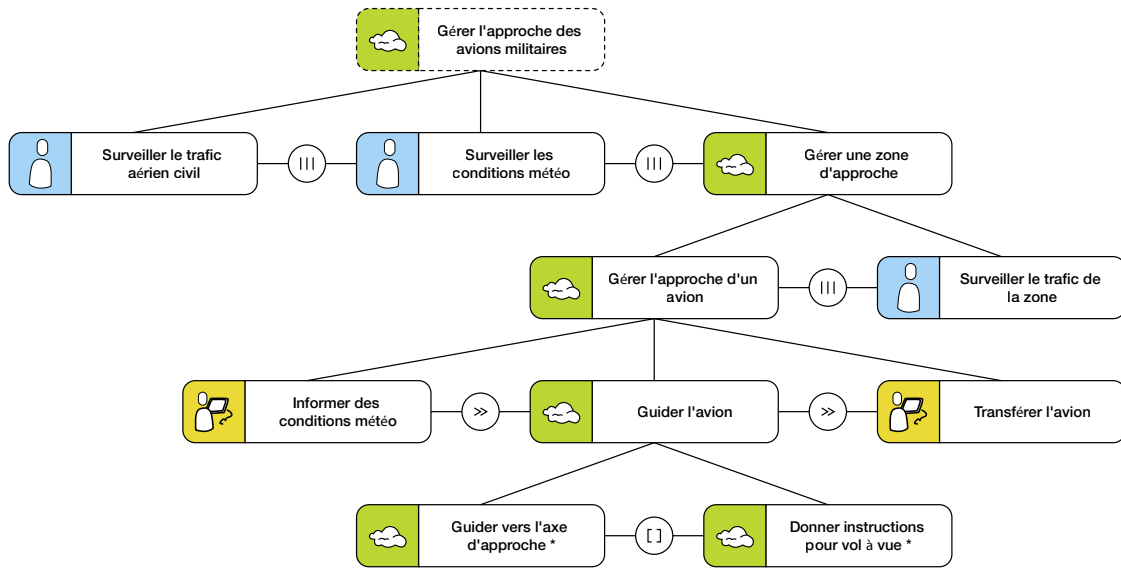 Gérer l'approche des
avions militaires
Surveiller le trafic
aérien civil
|||
Surveiller les
conditions météo
|||
Gérer une zone
d'approche
Gérer l'approche d'un
avion
|||
Surveiller le trafic de
la zone
Informer des
conditions météo
>>
Guider l'avion
>>
Transférer l'avion
Guider vers l'axe
d'approche *
[]
Donner instructions
pour vol à vue *